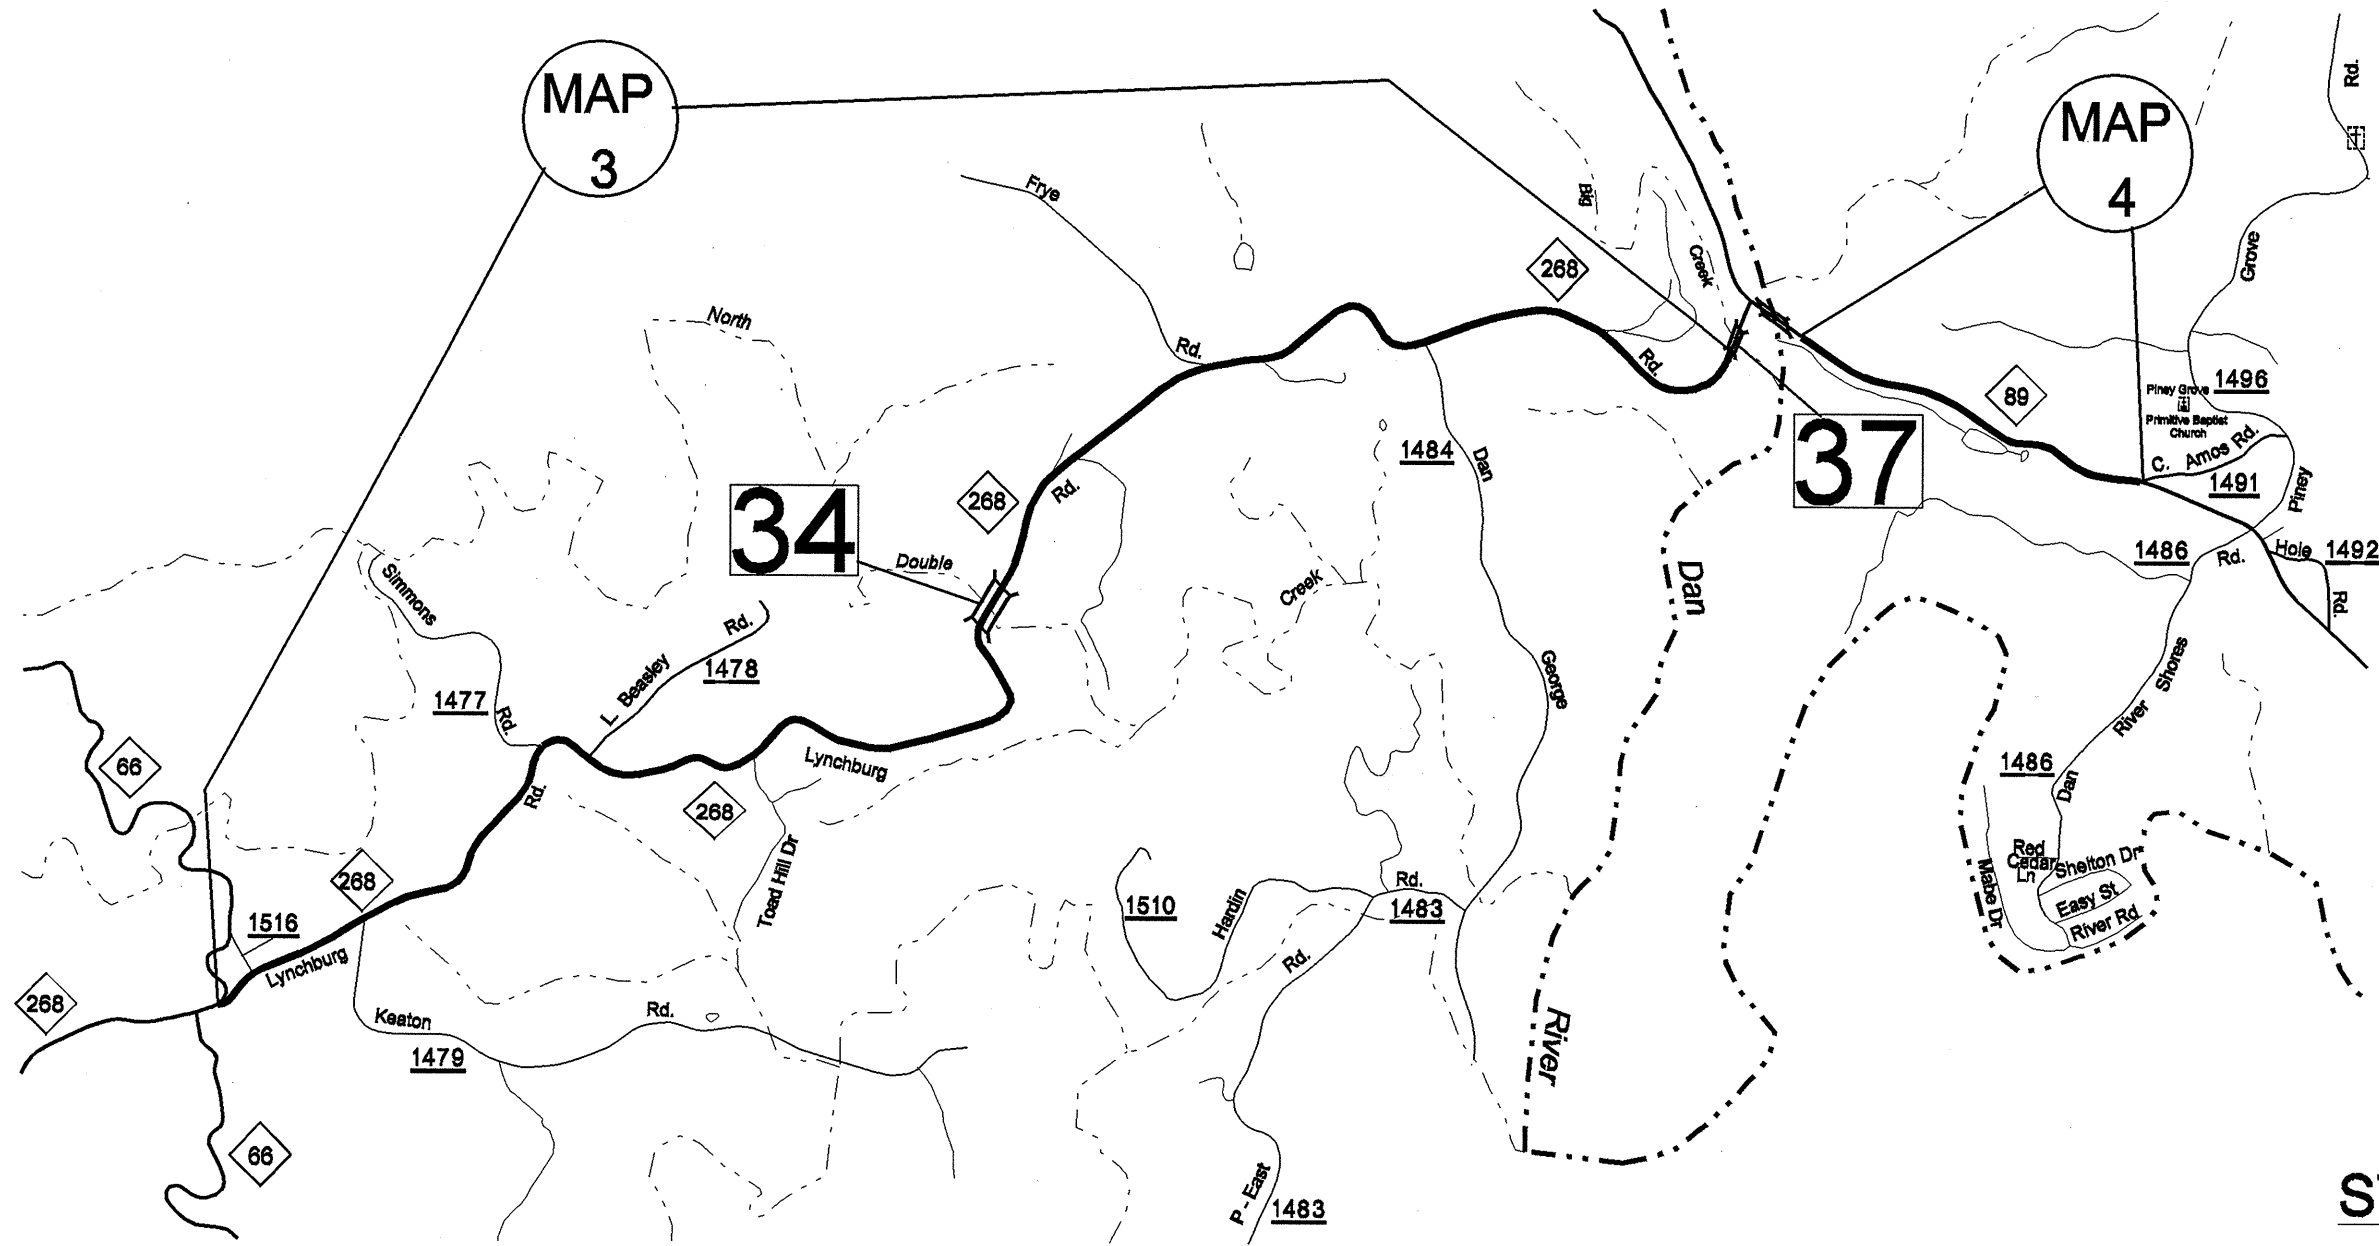 MAP
3
MAP
4
Rd.
Frye
Big
Creek
268
Grove
North
Rd.
Rd.
89
Piney Grove
1496
Primitive Baptist
Church
C. Amos Rd.
1491
Piney
37
1484
Dan
268
Rd.
34
Double
Simmons
Creek
Dan
1486
Rd.
Hole
1492
Rd.
Rd.
L. Beasley
1478
George
1477
Rd.
River
Shores
66
Lynchburg
1486
Dan
Rd.
268
Toad Hill Dr
Red
Cedar
Ln
Shelton Dr
Easy St
River Rd
Mabe Dr
268
1516
Lynchburg
1510
Hardin
Rd.
1483
Rd.
268
Keaton
Rd.
1479
River
66
P - East
1483